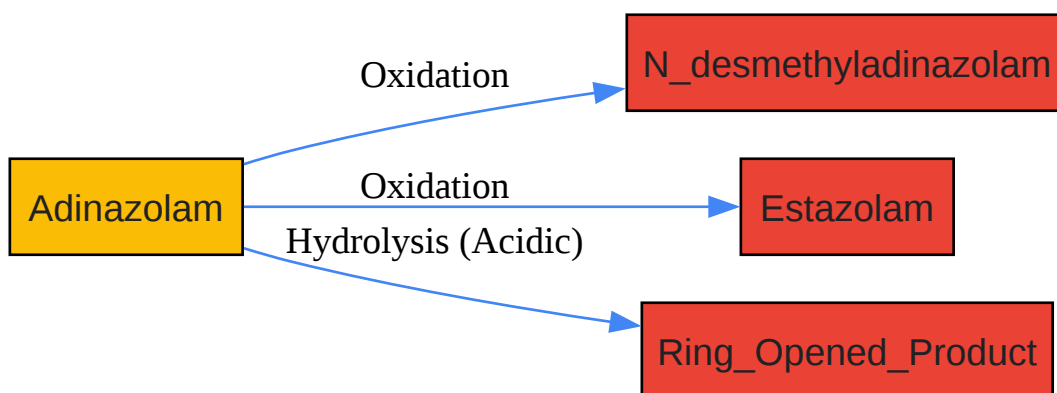 Oxidation
N_desmethyladinazolam
Adinazolam
Oxidation
Estazolam
Hydrolysis (Acidic)
Ring_Opened_Product